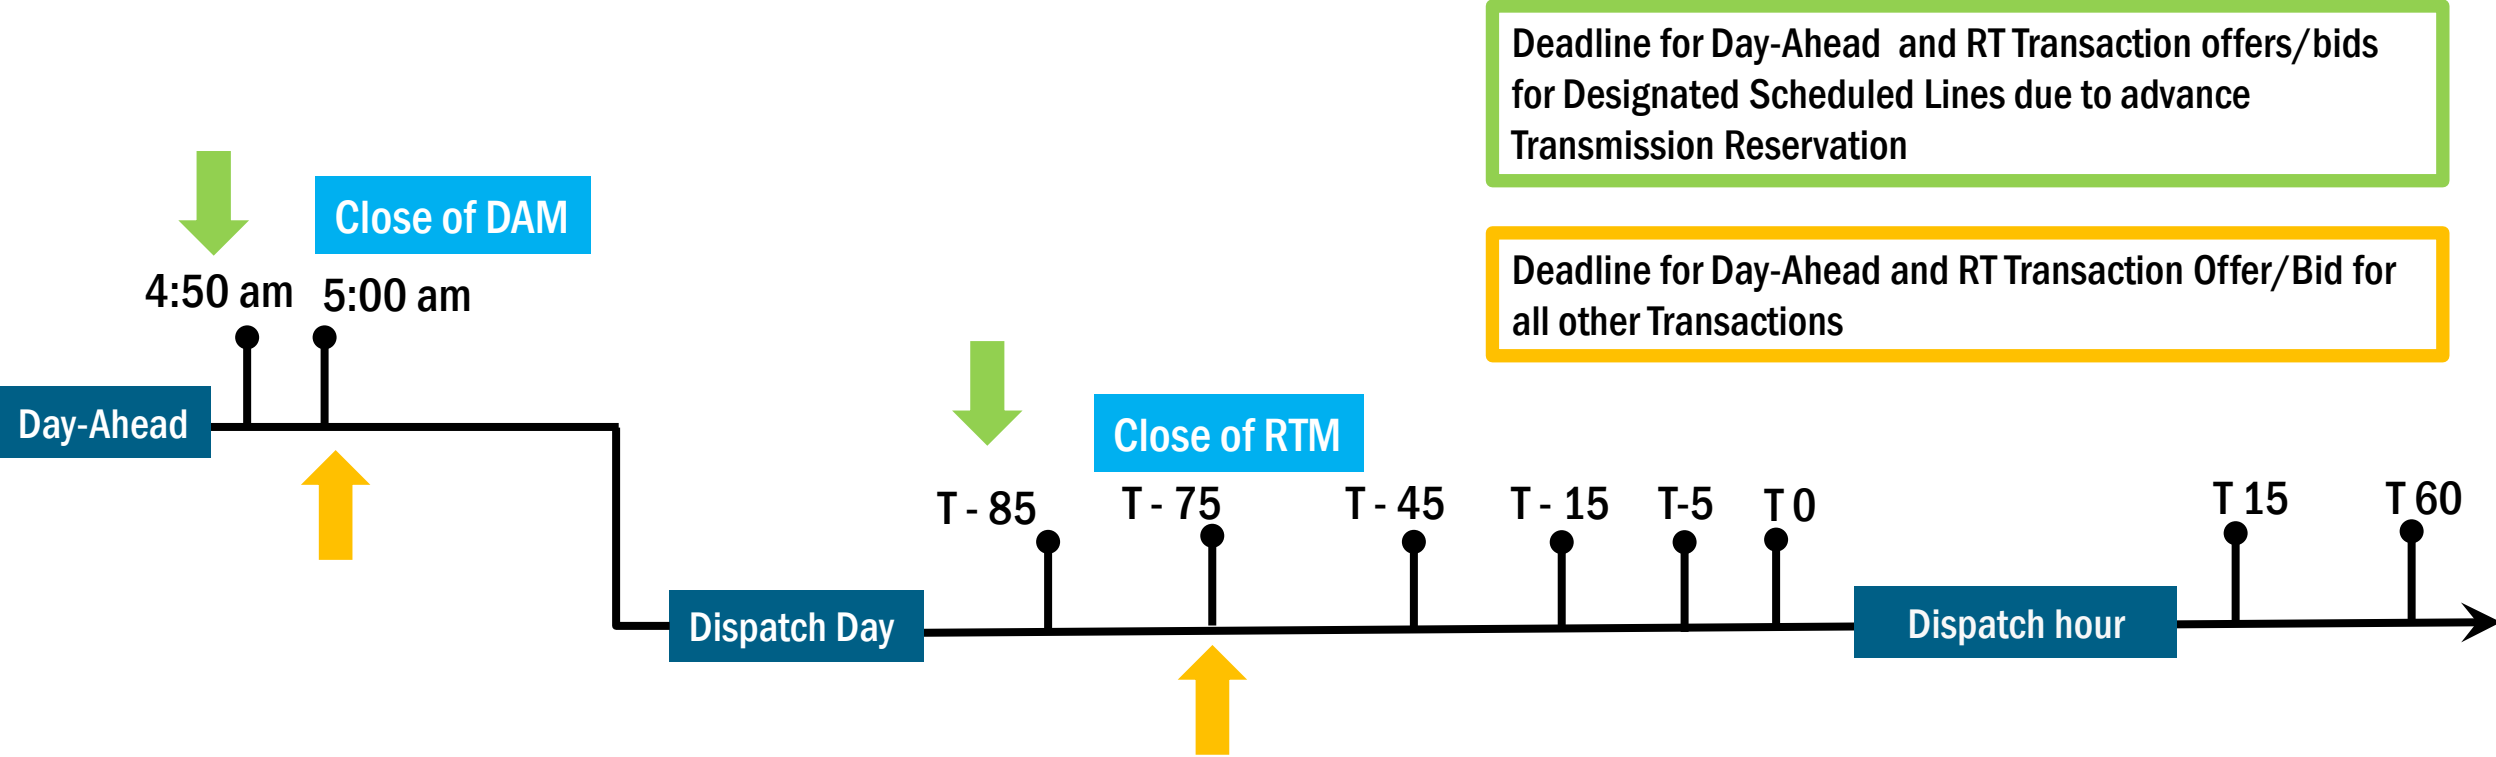 Deadline for Day-Ahead and RT Transaction offers/bids
for Designated Scheduled Lines due to advance
Transmission Reservation
Close of DAM
Deadline for Day-Ahead and RT Transaction Offer/Bid for
all other Transactions
4:50 am
5:00 am
Day-Ahead
Close of RTM
T - 85
T - 75
T - 45
T - 15
T-5
T 0
T 15
T 60
Dispatch Day
Dispatch hour